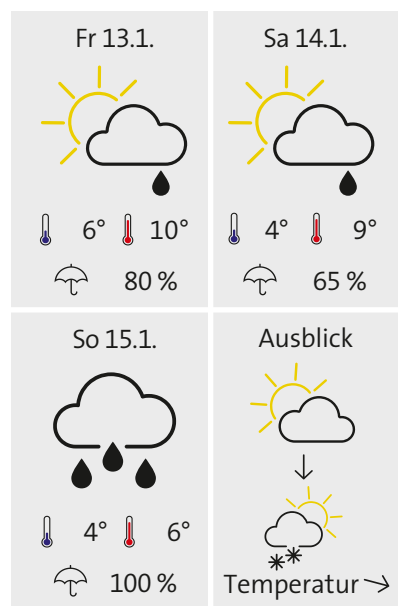 Fr 13.1.
6° 10°
80 %
Sa 14.1.
4° 9°
65 %
So 15.1.
4° 6°
100 %
Ausblick
Temperatur